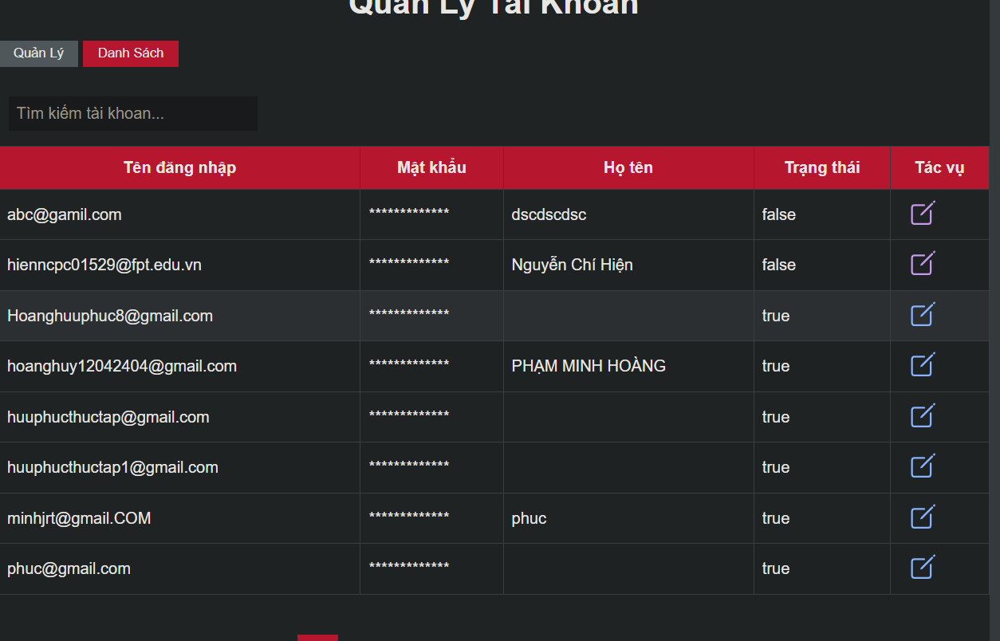 Quản Lý Tài Khoản
Quản Lý Danh Sách
Tìm kiếm tài khoan...
Tên đăng nhập Mật khẩu Họ tên Trạng thái Tác vụ
abc@gamil.com ************* dscdscdsc false
hienncpc01529@fpt.edu.vn ************* Nguyễn Chí Hiện false
Hoanghuuphuc8@gmail.com ************* true
hoanghuy12042404@gmail.com ************* PHẠM MINH HOÀNG true
huuphucthuctap@gmail.com ************* true
huuphucthuctap1@gmail.com ************* true
minhjrt@gmail.COM ************* phuc true
phuc@gmail.com ************* true